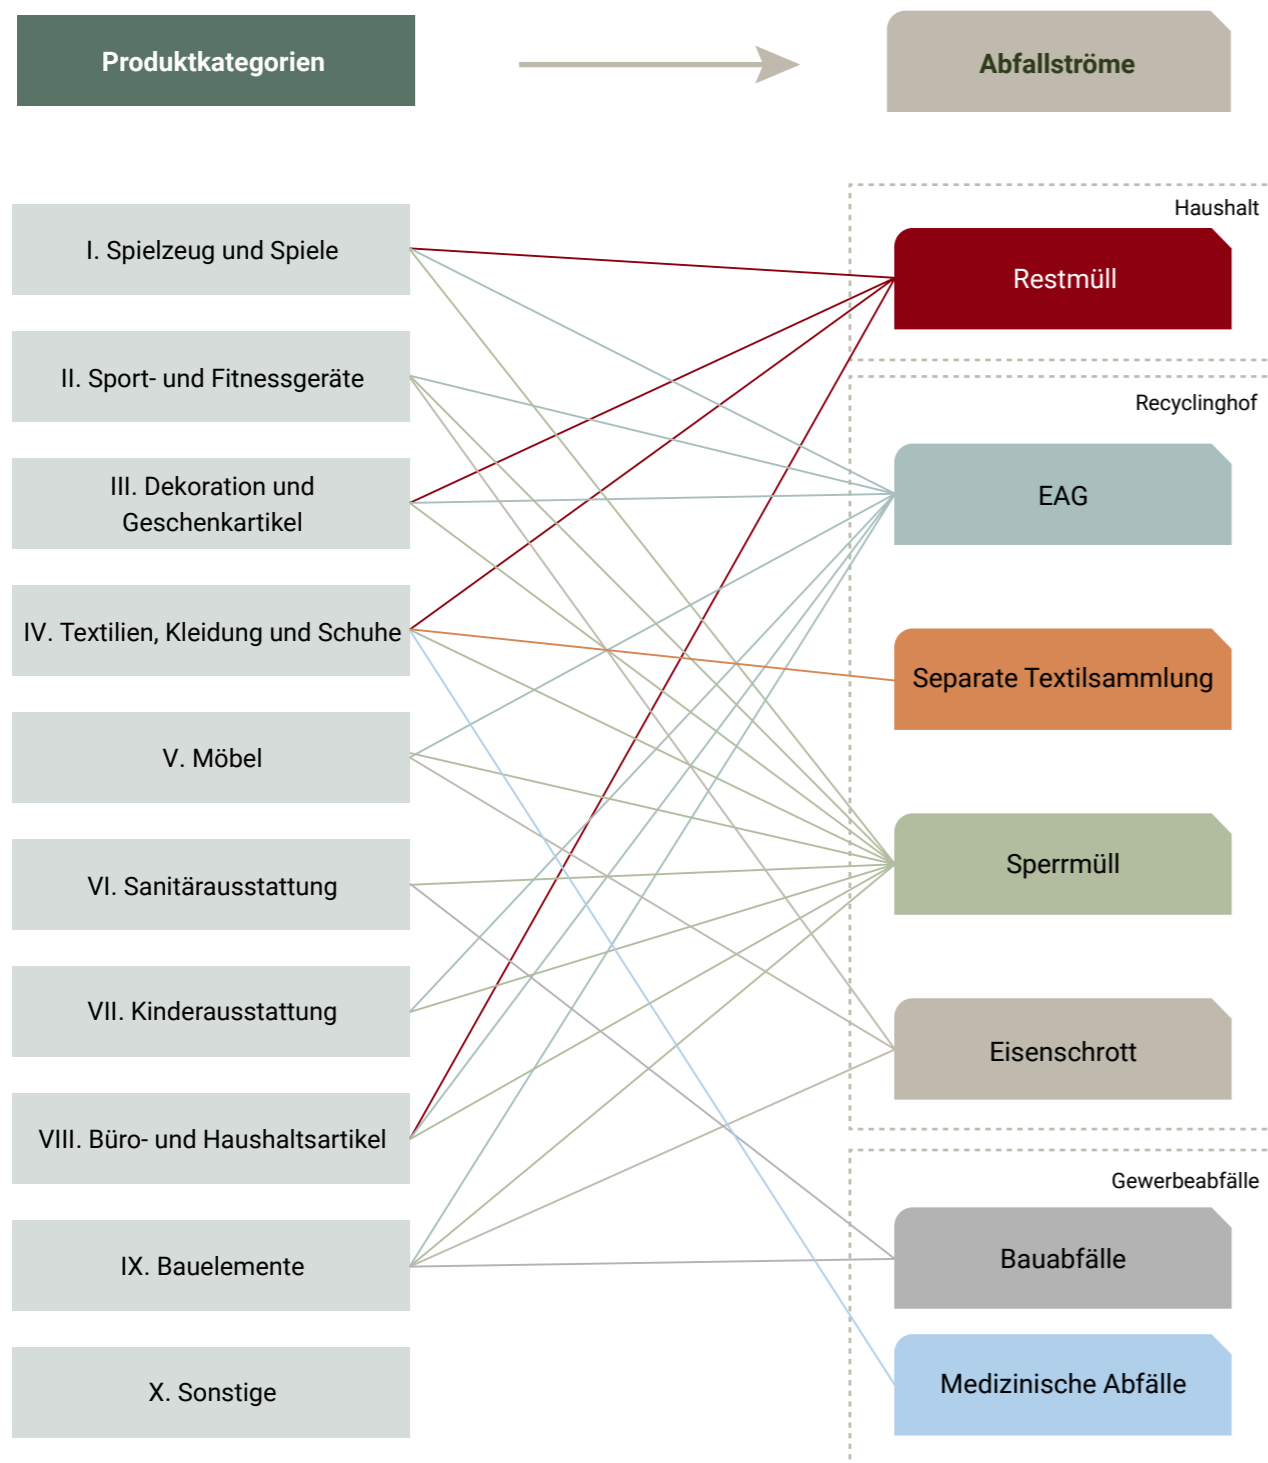 Produktkategorien
Abfallströme
I. Spielzeug und Spiele
II. Sport- und Fitnessgeräte
III. Dekoration und
Geschenkartikel
IV. Textilien, Kleidung und Schuhe
V. Möbel
VI. Sanitärausstattung
VII. Kinderausstattung
VIII. Büro- und Haushaltsartikel
IX. Bauelemente
X. Sonstige
Haushalt
Restmüll
Recyclinghof
EAG
Separate Textilsammlung
Sperrmüll
Eisenschrott
Gewerbeabfälle
Bauabfälle
Medizinische Abfälle